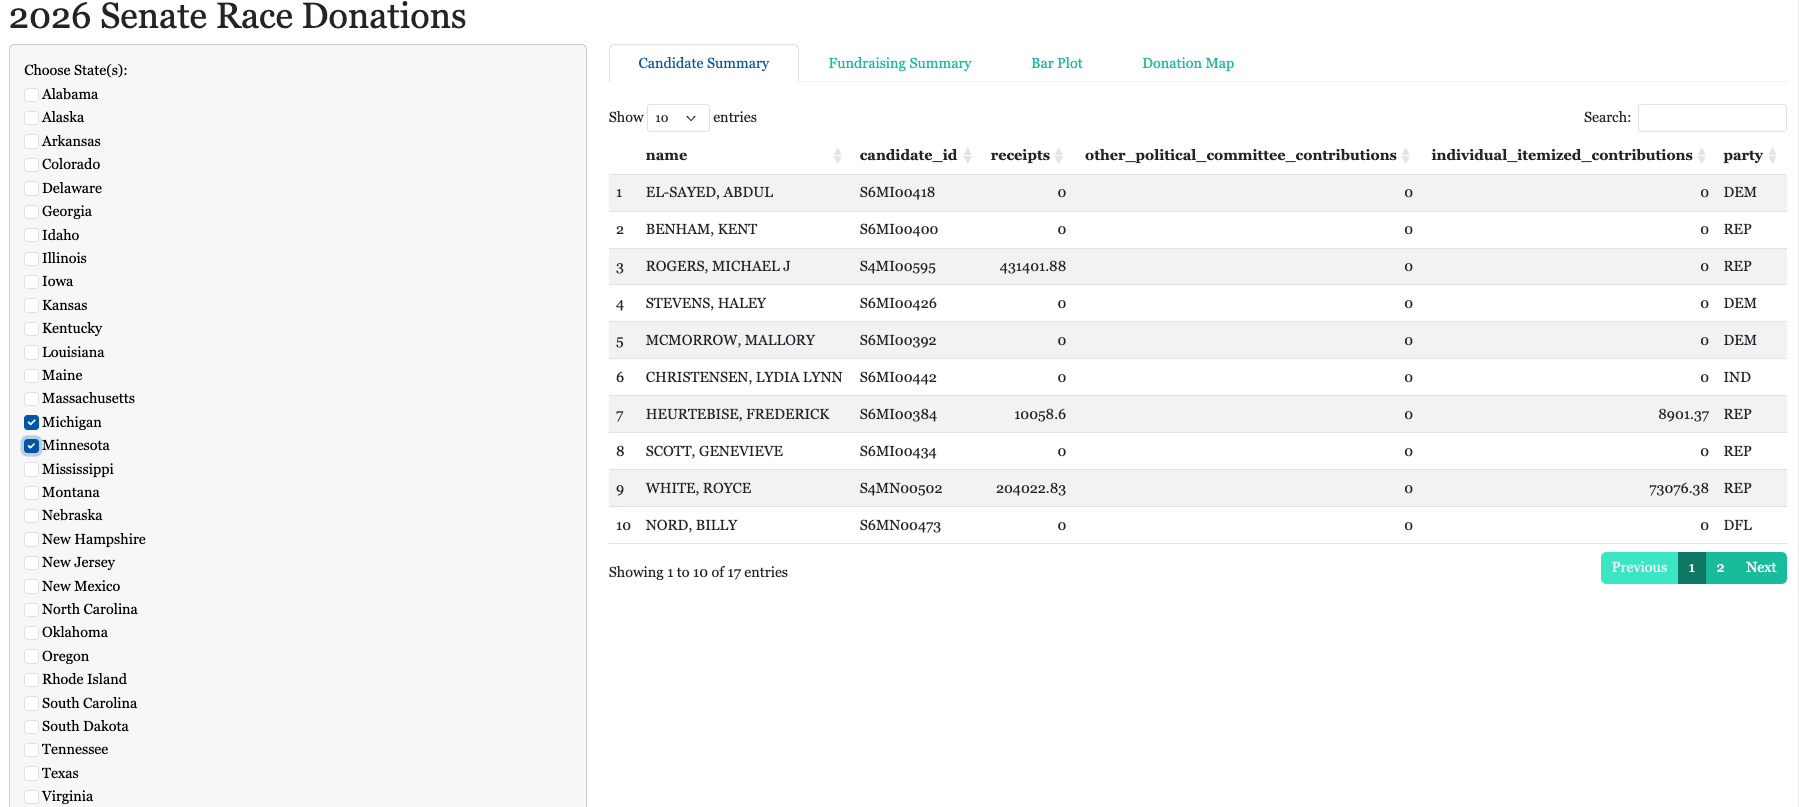 2026 Senate Race Donations
Choose State(s):
Alabama
Alaska
Arkansas
Colorado
Delaware
Georgia
Idaho
Illinois
Iowa
Kansas
Kentucky
Louisiana
Maine
Massachusetts
Michigan
Minnesota
Mississippi
Montana
Nebraska
New Hampshire
New Jersey
New Mexico
North Carolina
Oklahoma
Oregon
Rhode Island
South Carolina
South Dakota
Tennessee
Texas
Virginia
Candidate Summary Fundraising Summary Bar Plot Donation Map
Show 10 entries Search:
name candidate_id receipts other_political_committee_contributions individual_itemized_contributions party
1 EL-SAYED, ABDUL S6MI00418 0 0 0 DEM
2 BENHAM, KENT S6MI00400 0 0 0 REP
3 ROGERS, MICHAEL J S4MI00595 431401.88 0 0 REP
4 STEVENS, HALEY S6MI00426 0 0 0 DEM
5 MCMORROW, MALLORY S6MI00392 0 0 0 DEM
6 CHRISTENSEN, LYDIA LYNN S6MI00442 0 0 0 IND
7 HEURTEBISE, FREDERICK S6MI00384 10058.6 0 8901.37 REP
8 SCOTT, GENEVIEVE S6MI00434 0 0 0 REP
9 WHITE, ROYCE S4MN00502 204022.83 0 73076.38 REP
10 NORD, BILLY S6MN00473 0 0 0 DFL
Showing 1 to 10 of 17 entries Previous 1 2 Next